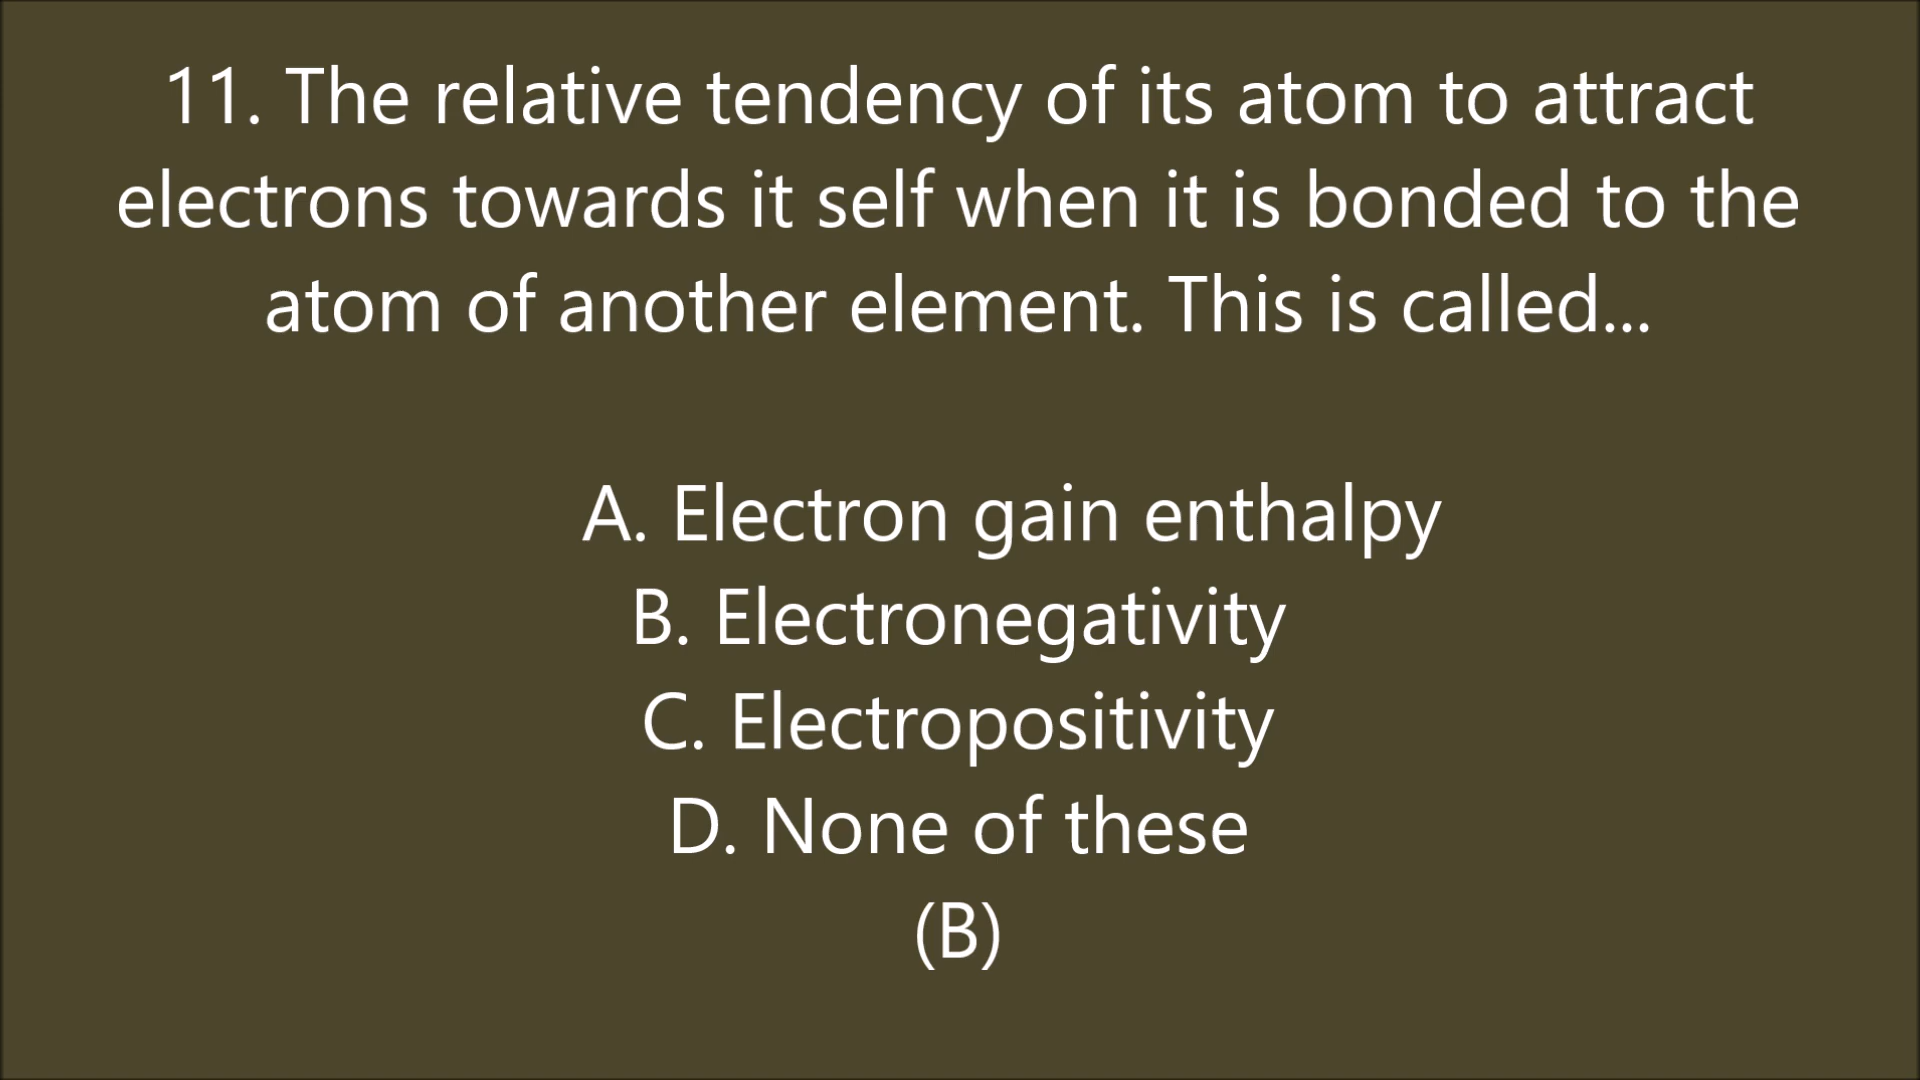 11. The relative tendency of its atom to attract
electrons towards it self when it is bonded to the
atom of another element. This is called...
A. Electron gain enthalpy
B. Electronegativity
C. Electropositivity
D. None of these
(B)